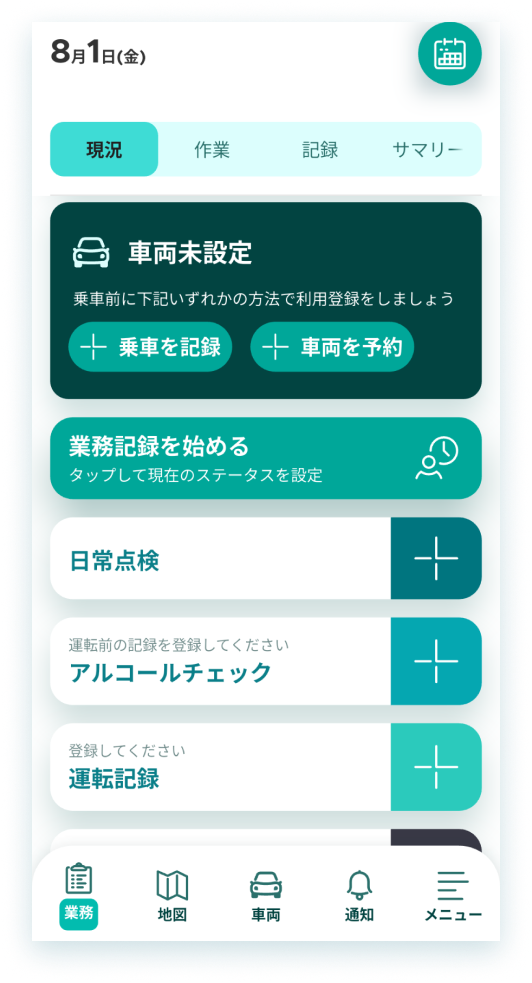 8月1日(金)
現況 作業 記録 サマリー
車両未設定
乗車前に下記いずれかの方法で利用登録をしましょう
乗車を記録 車両を予約
業務記録を始める
タップして現在のステータスを設定
日常点検
運転前の記録を登録してください
アルコールチェック
登録してください
運転記録
業務 地図 車両 通知 メニュー